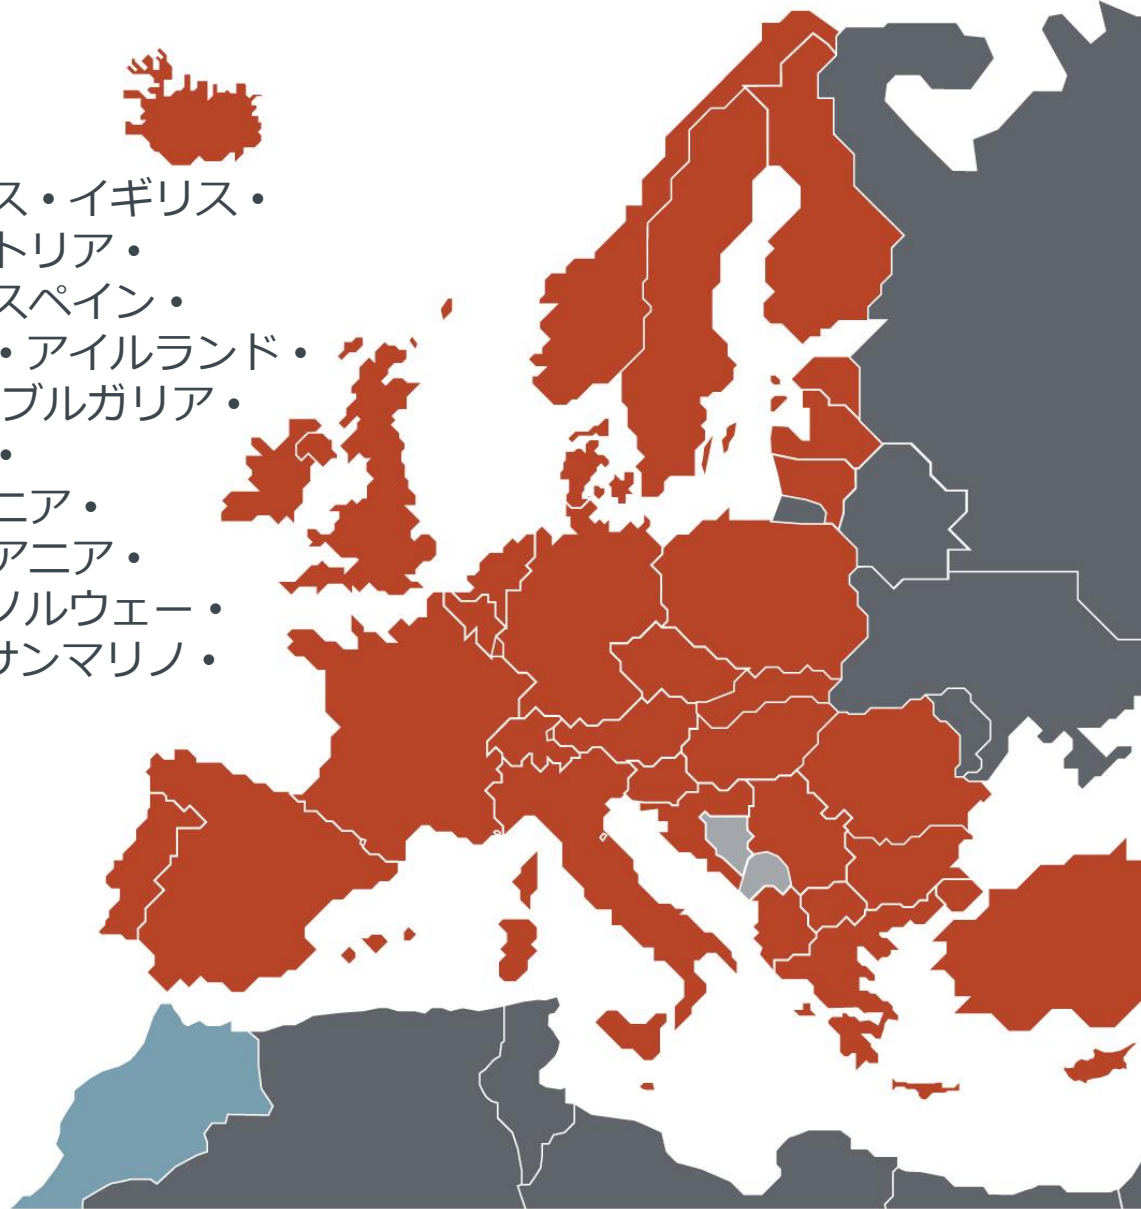 ス・イギリス・
トリア・
スペイン・
・アイルランド・
ブルガリア・
・
ニア・
アニア・
ノルウェー・
サンマリノ・